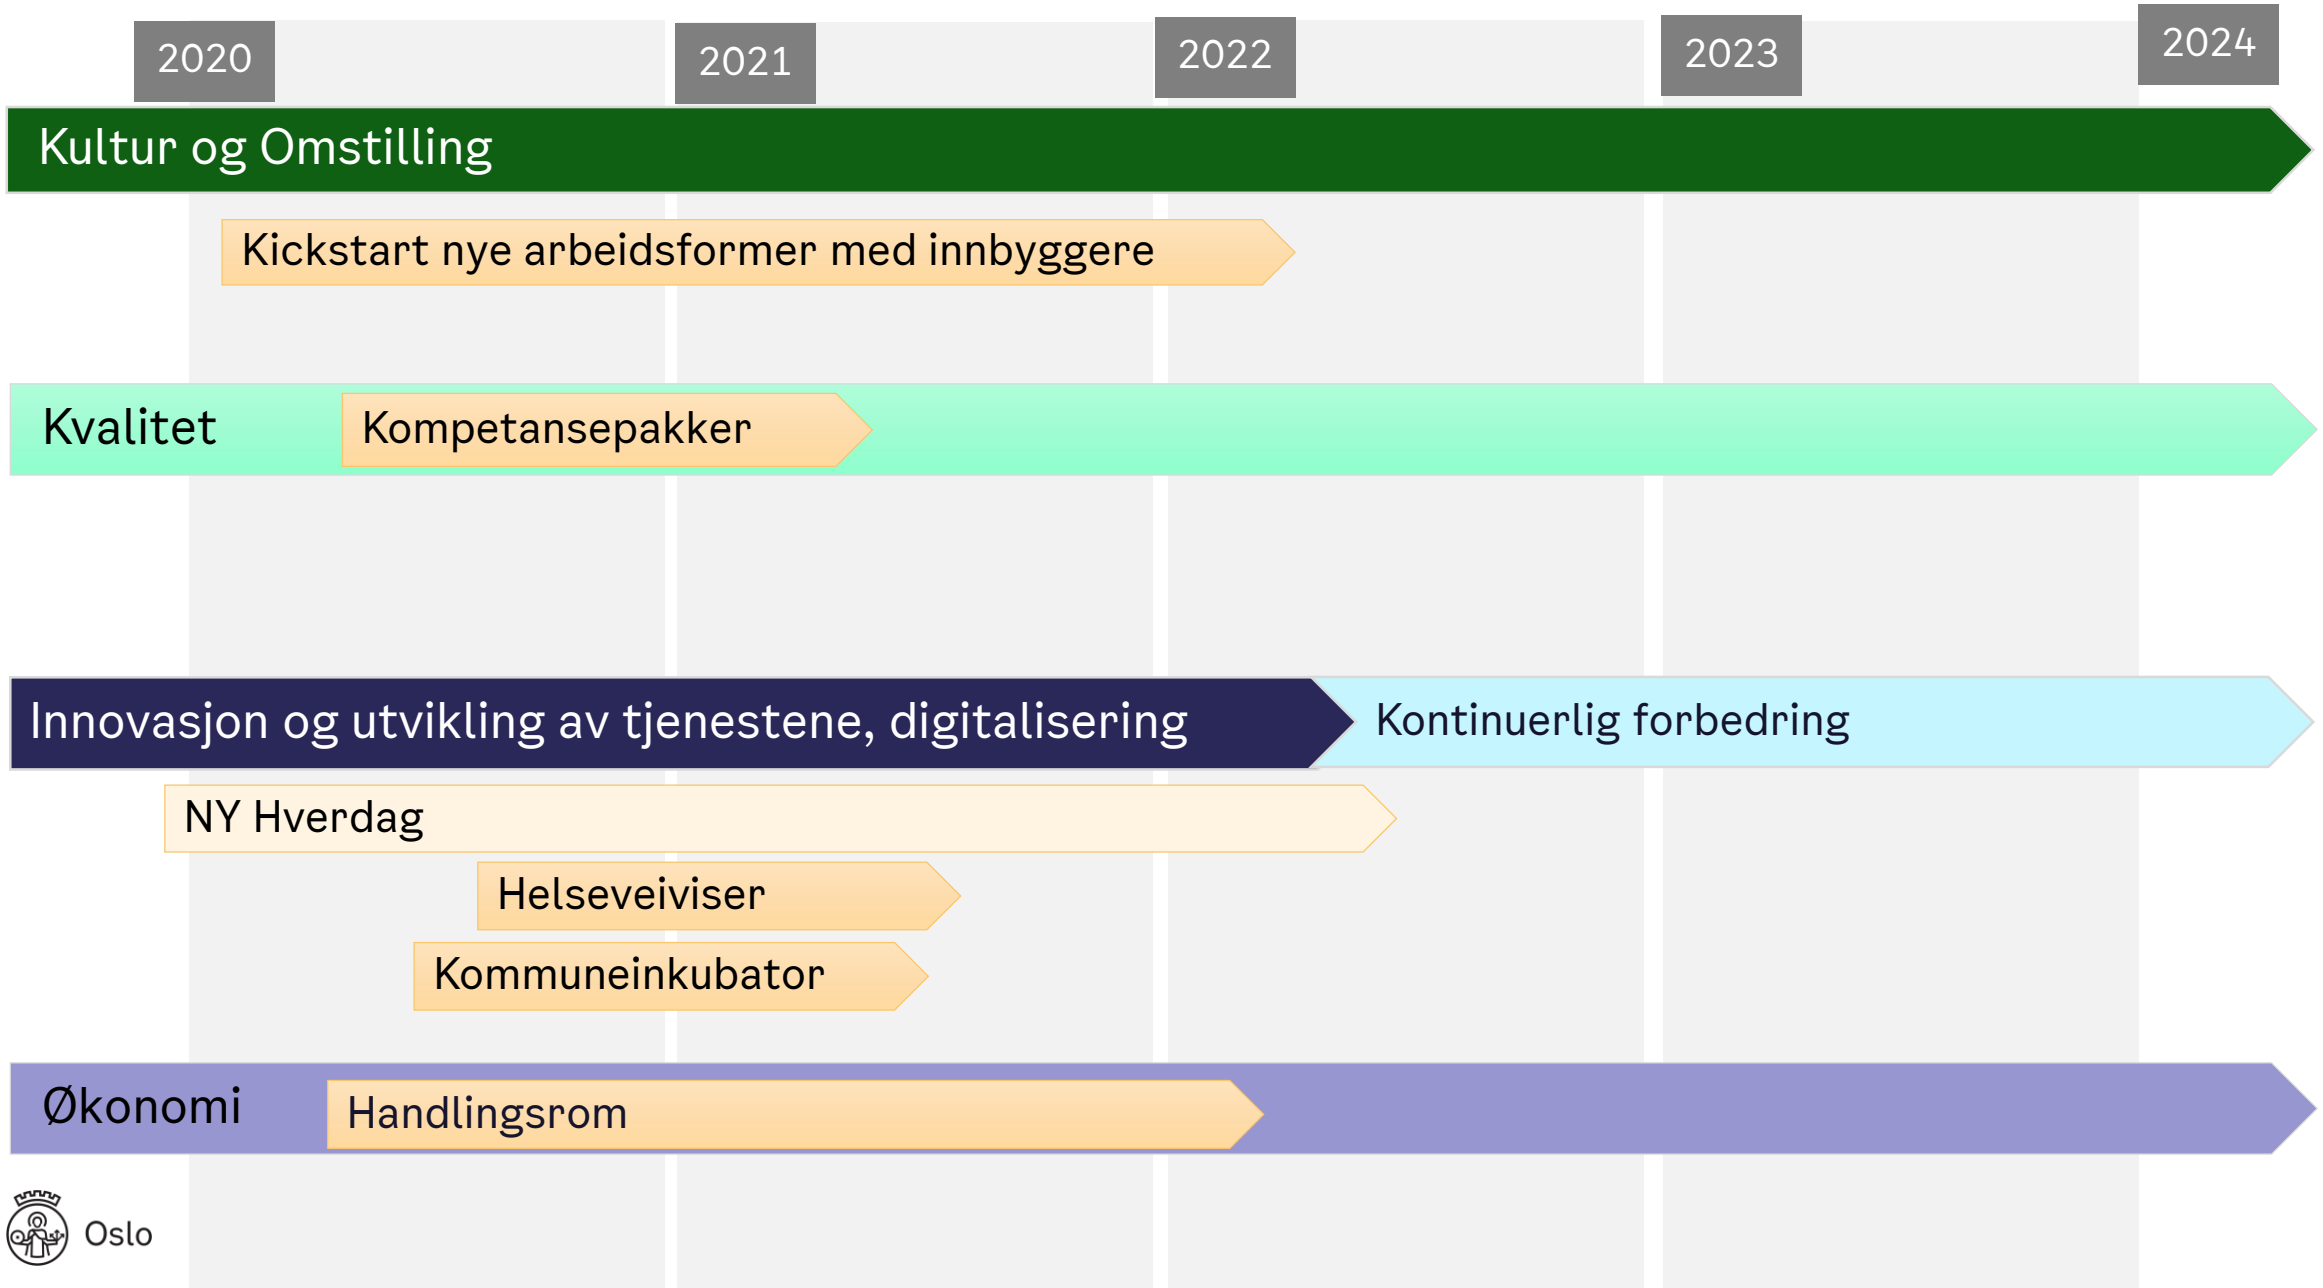 2020
2021
2022
2023
2024
Kultur og Omstilling
Kickstart nye arbeidsformer med innbyggere
Kvalitet
Kompetansepakker
Innovasjon og utvikling av tjenestene, digitalisering
Kontinuerlig forbedring
NY Hverdag
Helseveiviser
Kommuneinkubator
Økonomi
Handlingsrom
Oslo